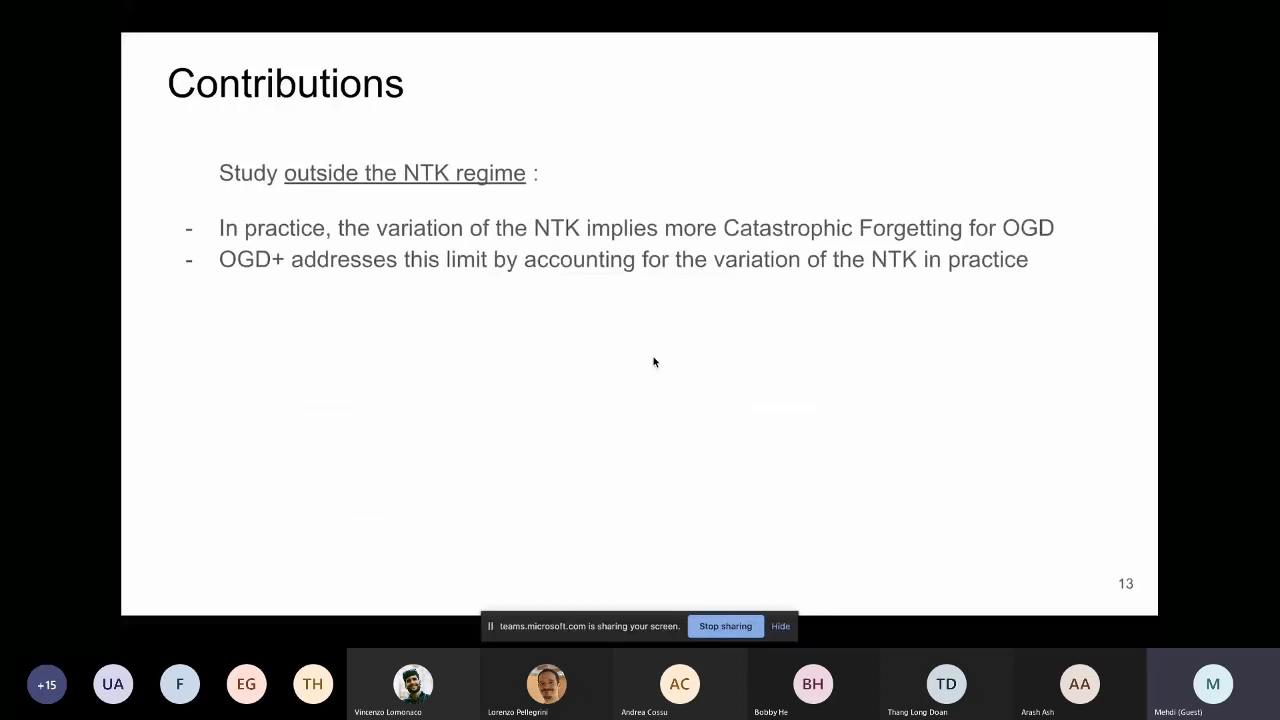 Contributions
Study outside the NTK regime :
- In practice, the variation of the NTK implies more Catastrophic Forgetting for OGD
- OGD+ addresses this limit by accounting for the variation of the NTK in practice
13
teams.microsoft.com is sharing your screen. Stop sharing Hide
+15 UA F EG TH AC BH TD AA M
Vincenzo Lomonaco Lorenzo Pellegrini Andrea Cossu Bobby He Thang Long Doan Arash Ash Mehdi (Guest)